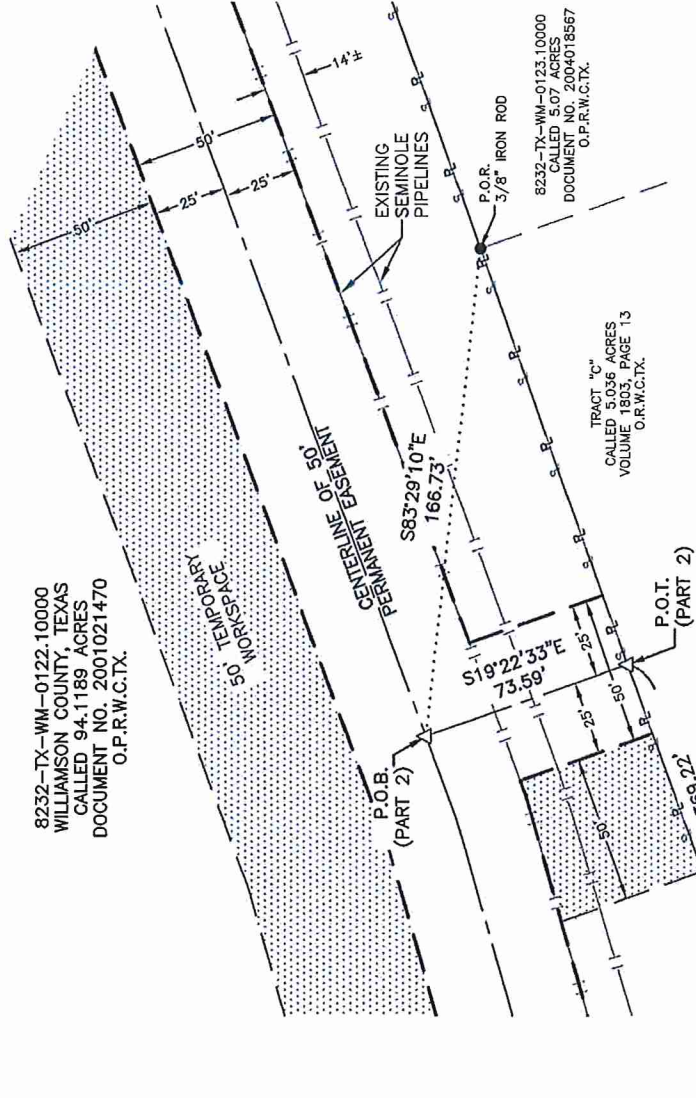 8232-TX-WM-0122.10000
WILLIAMSON COUNTY, TEXAS
CALLED 94.1189 ACRES
DOCUMENT NO. 2001021470
O.P.R.W.C.TX.
50'
50'
25'
25'
14'±
EXISTING
SEMINOLE
PIPELINES
50' TEMPORARY
WORKSPACE
CENTERLINE OF 50'
PERMANENT EASEMENT
P.O.R.
3/8" IRON ROD
8232-TX-WM-0123.10000
CALLED 5.07 ACRES
DOCUMENT NO. 2004018567
O.P.R.W.C.TX.
S83°29'10"E
166.73'
TRACT "C"
CALLED 5.036 ACRES
VOLUME 1803, PAGE 13
O.R.W.C.TX.
P.O.B.
(PART 2)
S19°22'33"E
73.59'
25'
25'
50'
P.O.T.
(PART 2)
50'